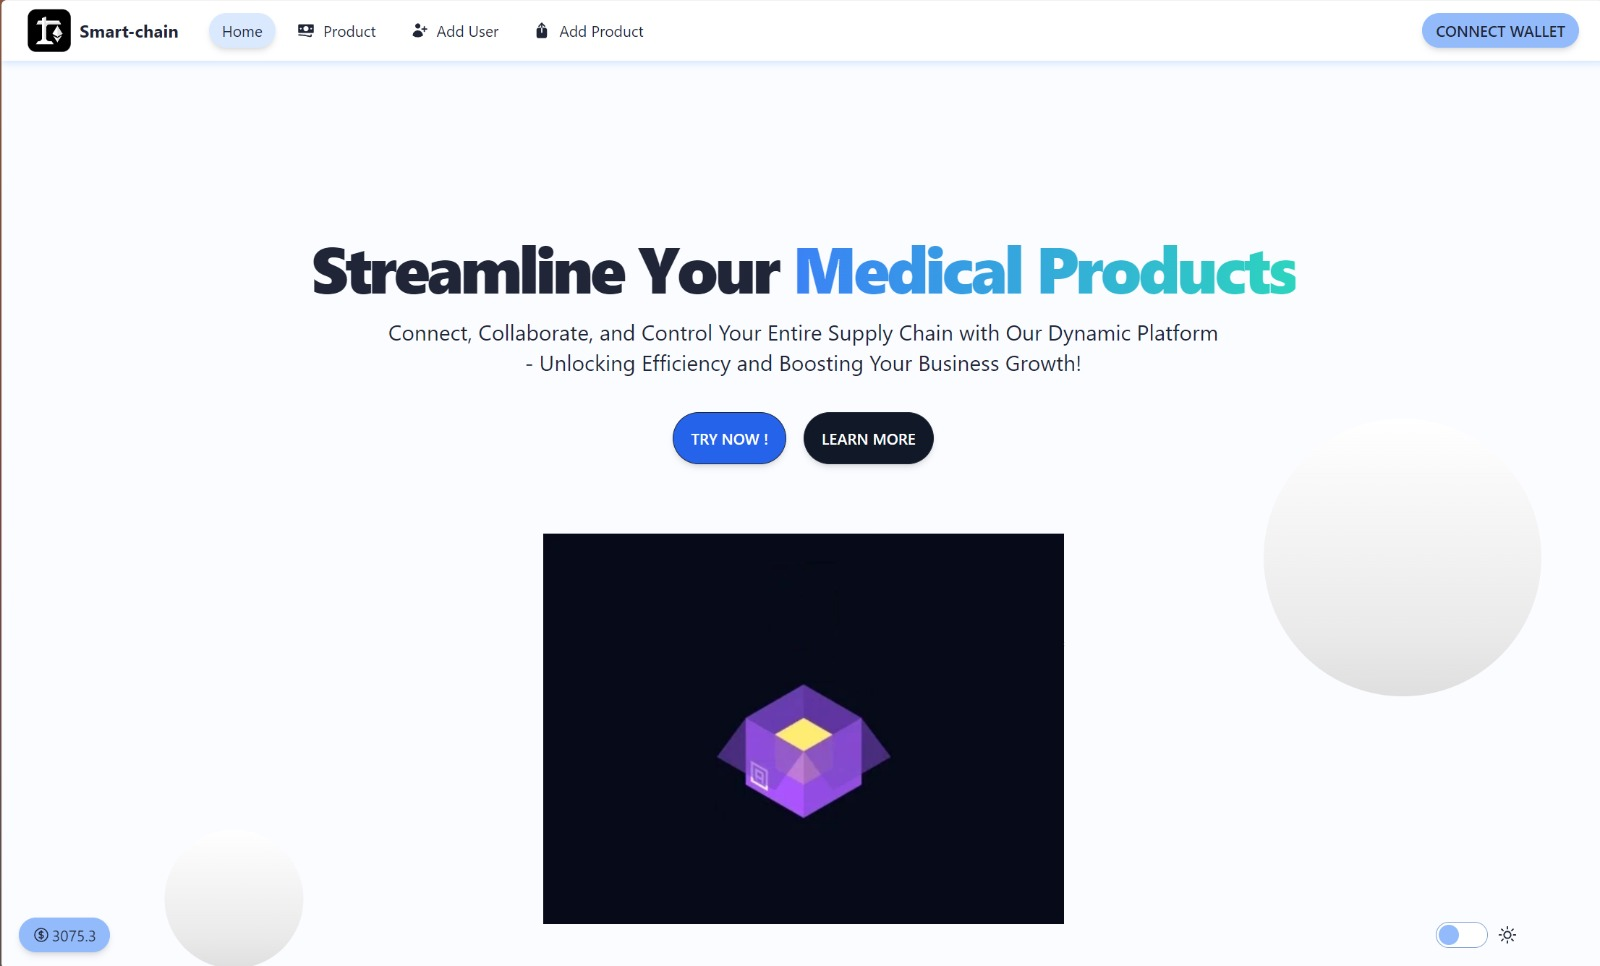 Smart-chain
Home
Product
Add User
Add Product
CONNECT WALLET
Streamline Your Medical Products
Connect, Collaborate, and Control Your Entire Supply Chain with Our Dynamic Platform
- Unlocking Efficiency and Boosting Your Business Growth!
TRY NOW !
LEARN MORE
3075.3